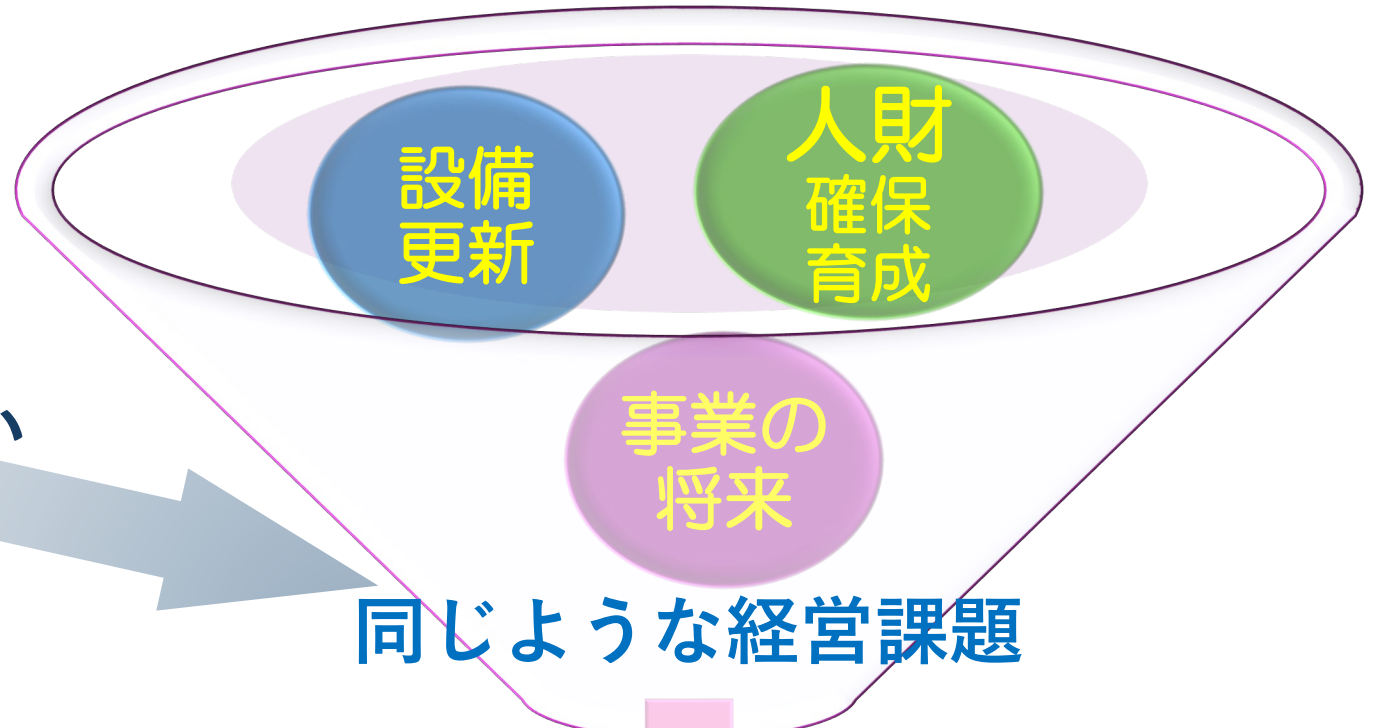 設備
更新
人財
確保
育成
事業の
将来
同じような経営課題